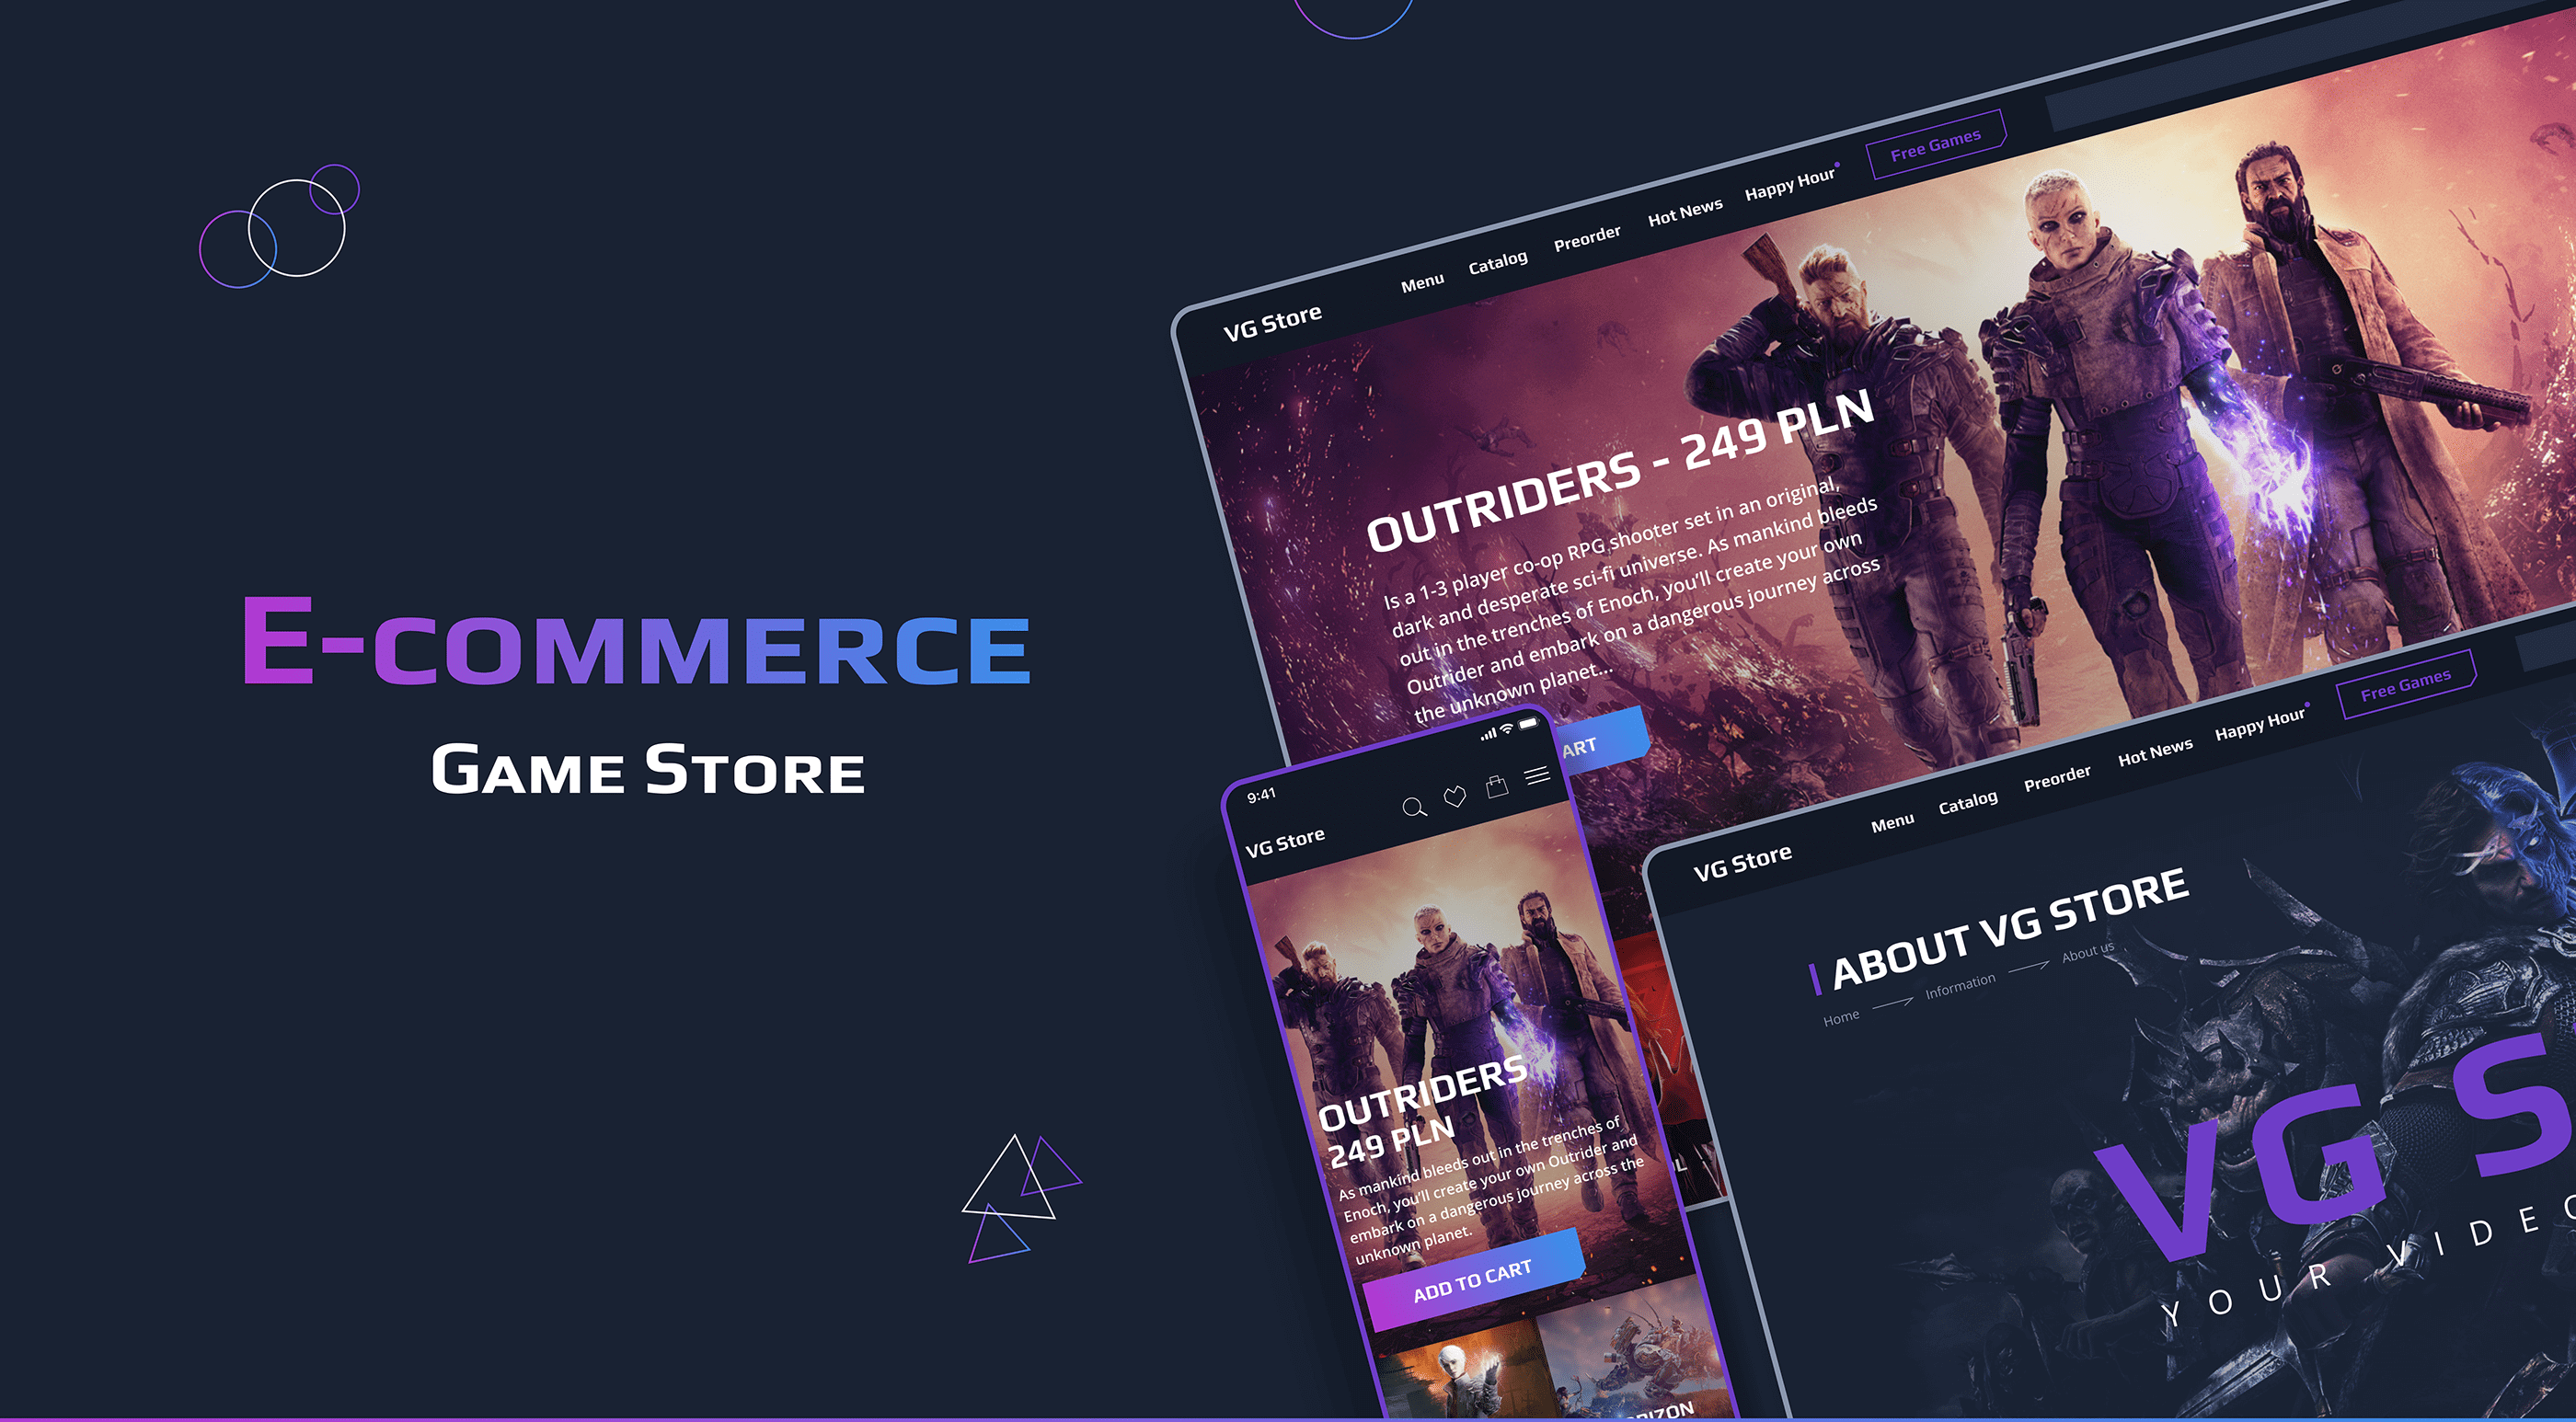 E-COMMERCE
GAME STORE
VG Store
Menu
Catalog
Preorder
Hot News
Happy Hour
Free Games
OUTRIDERS - 249 PLN
Is a 1-3 player co-op RPG shooter set in an original,
dark and desperate sci-fi universe. As mankind bleeds
out in the trenches of Enoch, you'll create your own
Outrider and embark on a dangerous journey across
the unknown planet...
ART
9:41
VG Store
OUTRIDERS
249 PLN
As mankind bleeds out in the trenches of
Enoch, you'll create your own Outrider and
embark on a dangerous journey across the
unknown planet.
ADD TO CART
RIZON
VG Store
Menu
Catalog
Preorder
Hot News
Happy Hour
Free Games
ABOUT VG STORE
Home
Information
About us
VG S
YOUR VIDEO